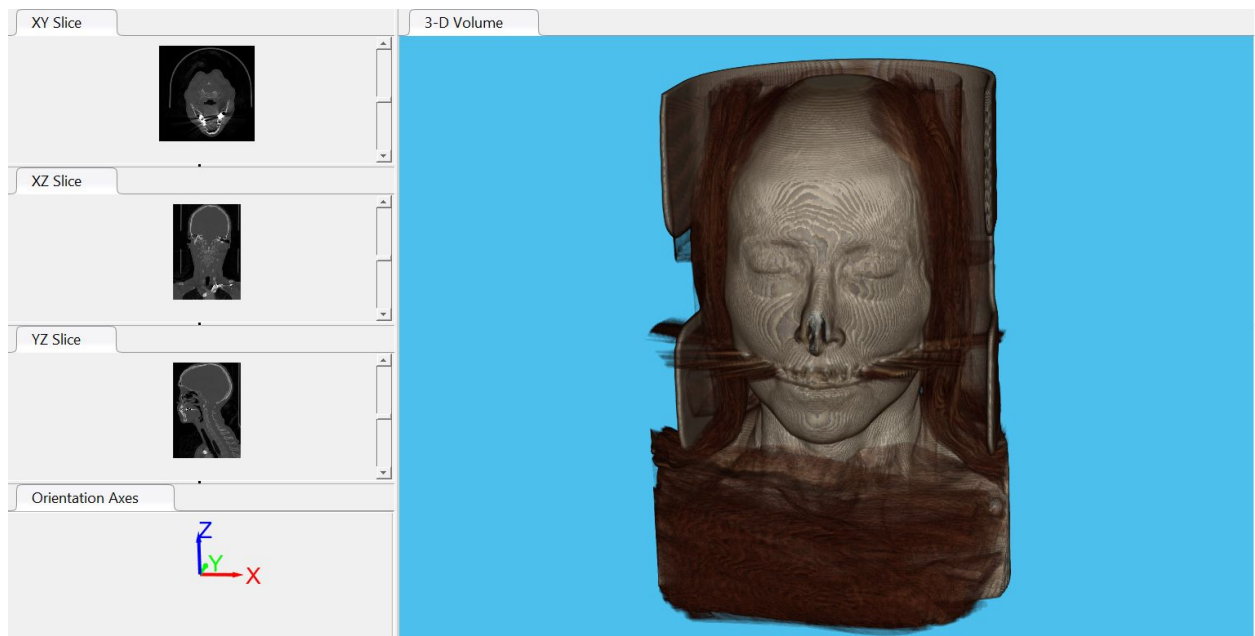 XY Slice
3-D Volume
XZ Slice
YZ Slice
Orientation Axes
Z
Y
X